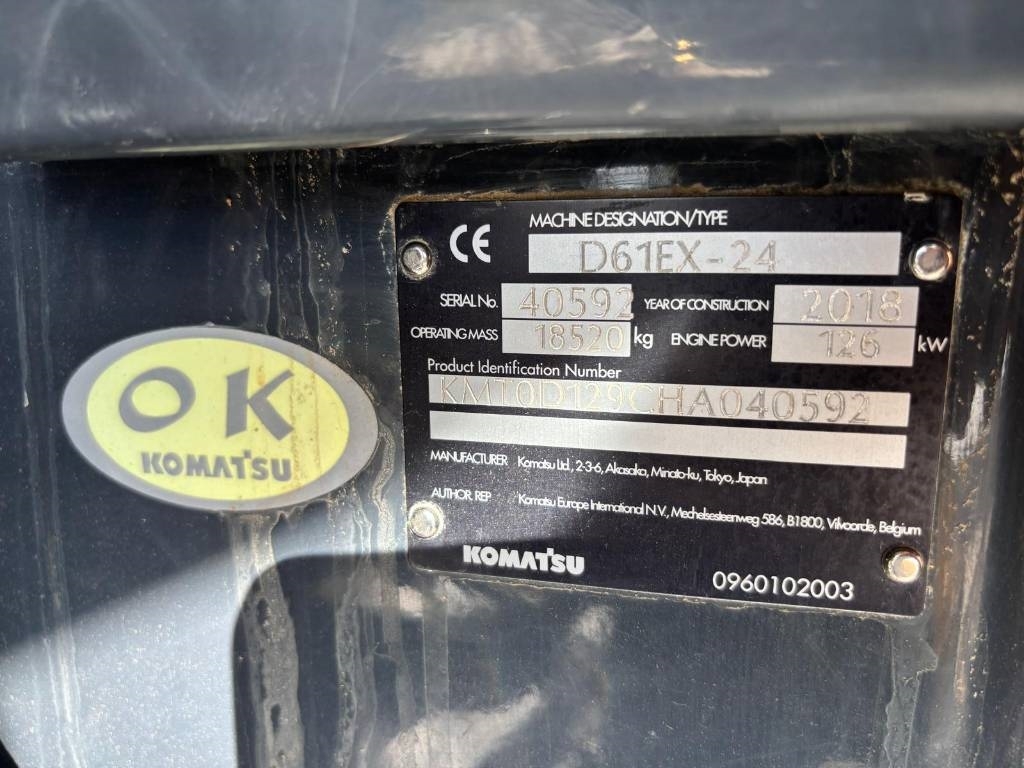 CE
MACHINE DESIGNATION/TYPE
D61EX-24
SERIAL No. 40592 YEAR OF CONSTRUCTION 2018
OPERATING MASS 18520 kg ENGINE POWER 126 kW
Product Identification Number
KMT0D129CHA040592
MANUFACTURER Komatsu Ltd., 2-3-6, Akasaka, Minato-ku, Tokyo, Japan
AUTHOR. REP Komatsu Europe International N.V., Mechelsesteenweg 586, B1800, Vilvoorde, Belgium
KOMATSU 0960102003
OK
KOMATSU